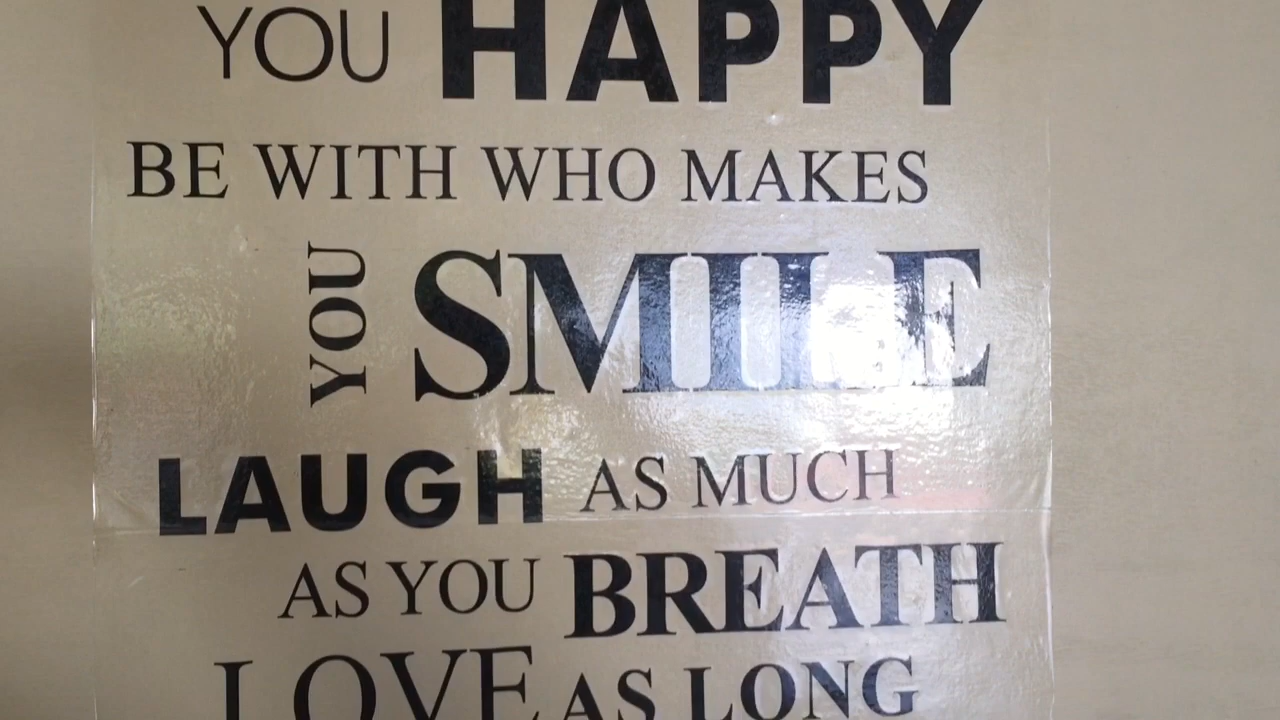 YOU HAPPY
BE WITH WHO MAKES
YOU SMILE
LAUGH AS MUCH
AS YOU BREATH
LOVE AS LONG